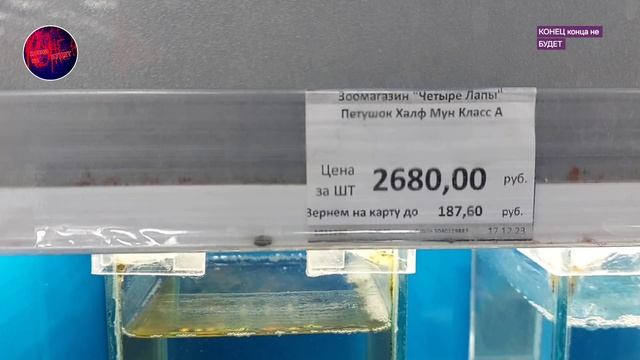 КОНЕЦ конца не
БУДЕТ
Зоомагазин "Четыре Лапы"
Петушок Халф Мун Класс А
Цена
за ШТ 2680,00 руб.
Вернем на карту до 187,60 руб.
17.12.23